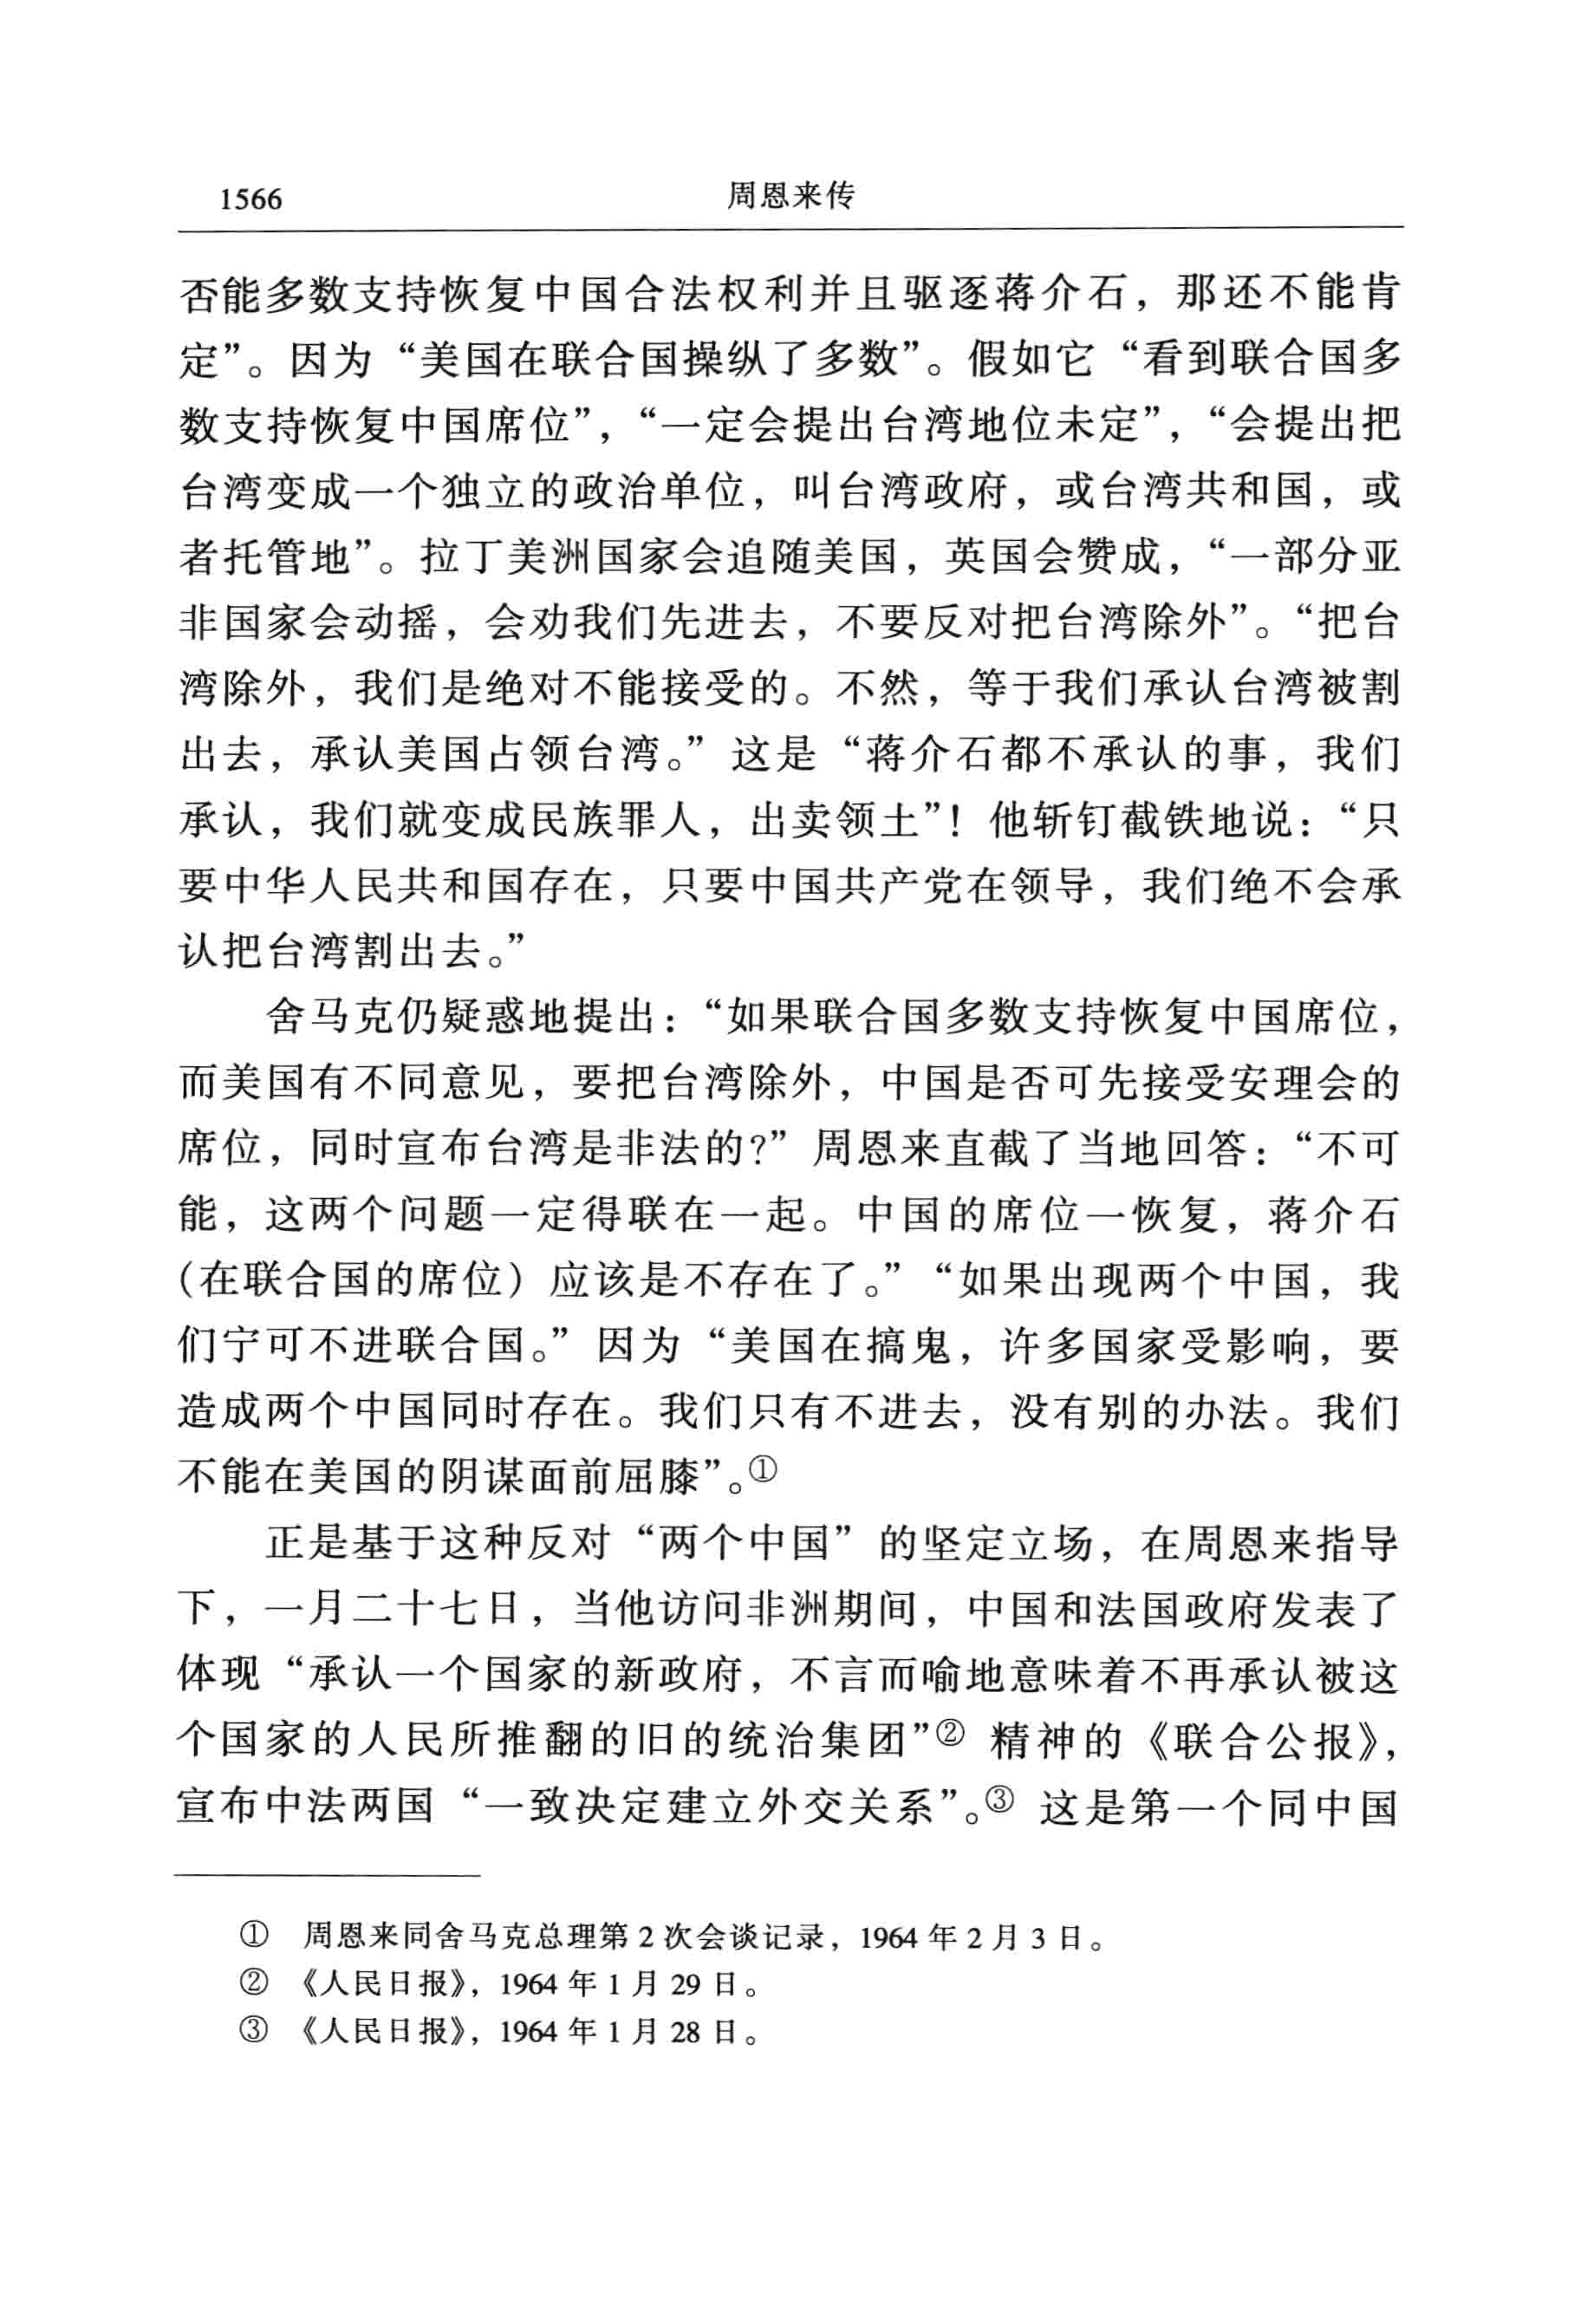 1566
周恩来传
否能多数支持恢复中国合法权利并且驱逐蒋介石，那还不能肯
定”。因为“美国在联合国操纵了多数”。假如它“看到联合国多
数支持恢复中国席位”，“一定会提出台湾地位未定”，“会提出把
台湾变成一个独立的政治单位，叫台湾政府，或台湾共和国，或
者托管地”。拉丁美洲国家会追随美国，英国会赞成，“一部分亚
非国家会动摇，会劝我们先进去，不要反对把台湾除外”。“把台
湾除外，我们是绝对不能接受的。不然，等于我们承认台湾被割
出去，承认美国占领台湾。”这是“蒋介石都不承认的事，我们
承认，我们就变成民族罪人，出卖领土”！他斩钉截铁地说：“只
要中华人民共和国存在，只要中国共产党在领导，我们绝不会承
认把台湾割出去。”
舍马克仍疑惑地提出：“如果联合国多数支持恢复中国席位，
而美国有不同意见，要把台湾除外，中国是否可先接受安理会的
席位，同时宣布台湾是非法的？”周恩来直截了当地回答：“不可
能，这两个问题一定得联在一起。中国的席位一恢复，蒋介石
（在联合国的席位）应该是不存在了。”“如果出现两个中国，我
们宁可不进联合国。”因为“美国在搞鬼，许多国家受影响，要
造成两个中国同时存在。我们只有不进去，没有别的办法。我们
不能在美国的阴谋面前屈膝”。①
正是基于这种反对“两个中国”的坚定立场，在周恩来指导
下，一月二十七日，当他访问非洲期间，中国和法国政府发表了
体现“承认一个国家的新政府，不言而喻地意味着不再承认被这
个国家的人民所推翻的旧的统治集团”②精神的《联合公报》，
宣布中法两国“一致决定建立外交关系”。③这是第一个同中国
① 周恩来同舍马克总理第2次会谈记录，1964年2月3日。
② 《人民日报》，1964年1月29日。
③ 《人民日报》，1964年1月28日。